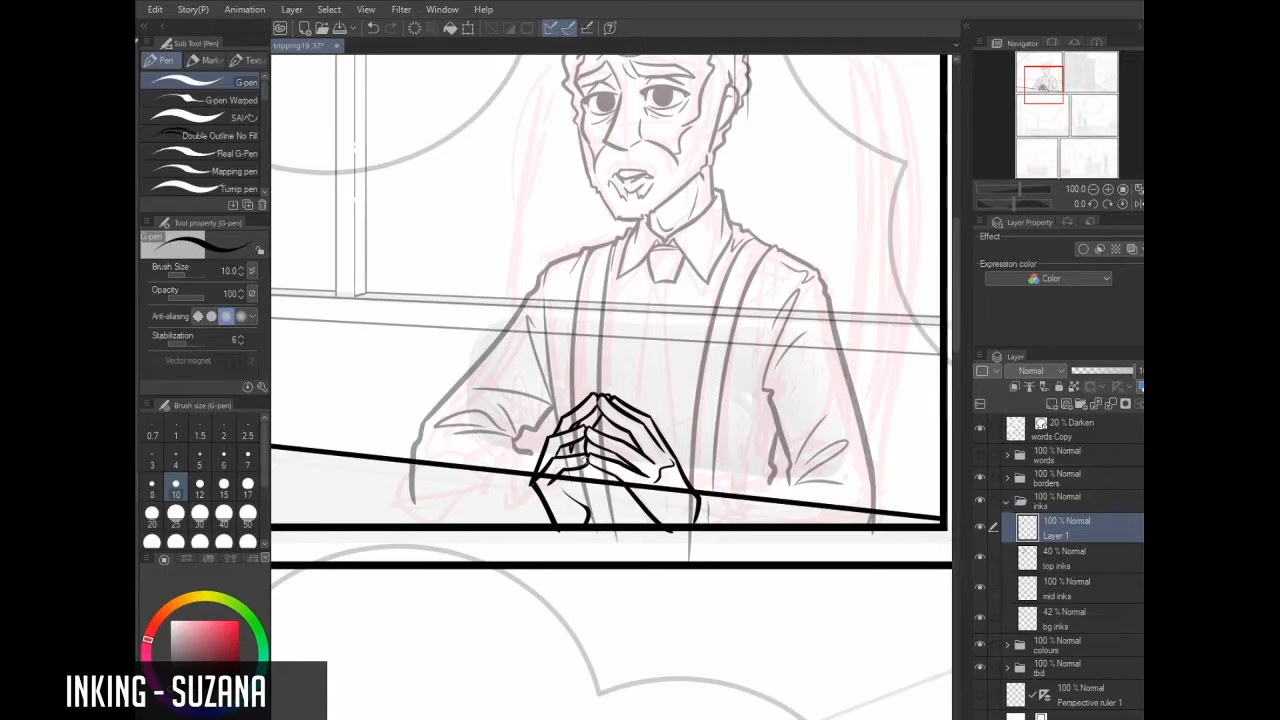 Edit Story(P) Animation Layer Select View Filter Window Help
Sub Tool [Pen]
tripping19_37*
Navigator
Pen Marke Textu
G-pen
G-pen
G-pen Warped
SAI
Double Outline No Fill
Real G-Pen
Mapping pen
Turnip pen
100.0
0.0
Tool property [G-pen]
G-pen
Brush Size 10.0
Opacity 100
Anti-aliasing
Stabilization 6
Vector magnet
Layer Property
Effect
Expression color
Color
Layer
Normal
Brush size [G-pen]
0.7 1 1.5 2 2.5
3 4 5 6 7
8 10 12 15 17
20 25 30 40 50
20 % Darken
words Copy
100 % Normal
words
100 % Normal
borders
100 % Normal
inks
100 % Normal
Layer 1
40 % Normal
top inks
100 % Normal
mid inks
42 % Normal
bg inks
100 % Normal
colours
100 % Normal
tbd
100 % Normal
Perspective ruler 1
INKING - SUZANA